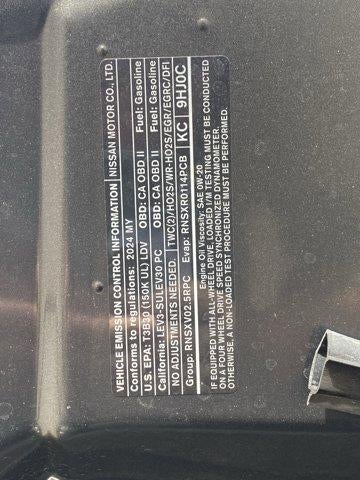 VEHICLE EMISSION CONTROL INFORMATION NISSAN MOTOR CO., LTD.
Conforms to regulations: 2024 MY
U.S. EPA: T3B30 (150K UL) LDV OBD: CA OBD II Fuel: Gasoline
California: LEV3-SULEV30 PC OBD: CA OBD II Fuel: Gasoline
NO ADJUSTMENTS NEEDED. TWC(2)/HO2S/WR-HO2S/EGR/EGRC/DFI
Group: RNSXV02.5RPC Evap: RNSXR0114PCB KC 9HJ0C
Engine Oil Viscosity: SAE 0W-20
IF EQUIPPED WITH ALL-WHEEL DRIVE, LOADED I/M TESTING MUST BE CONDUCTED
ON A FOUR WHEEL DRIVE SPEED SYNCHRONIZED DYNAMOMETER.
OTHERWISE, A NON-LOADED TEST PROCEDURE MUST BE PERFORMED.